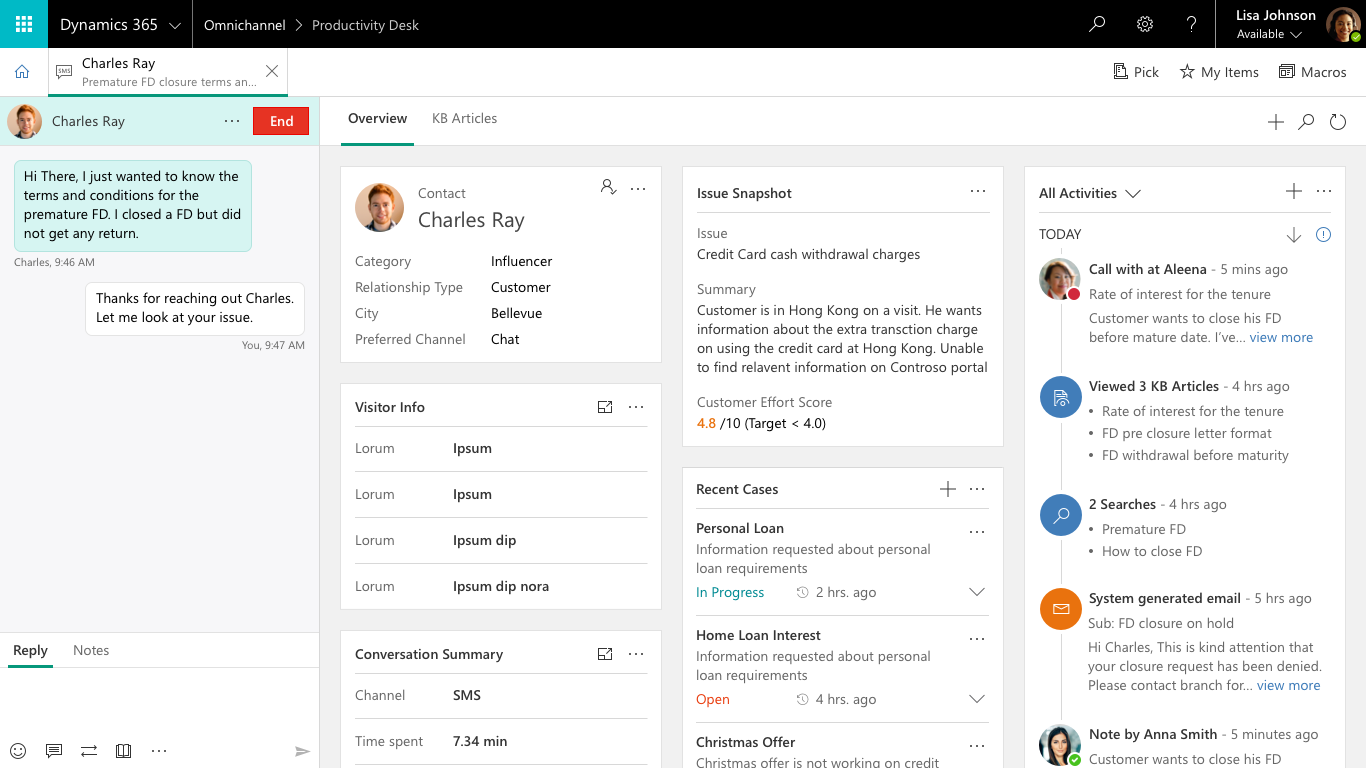 Dynamics 365
Omnichannel > Productivity Desk
?
Lisa Johnson
Available
SMS
Charles Ray
Premature FD closure terms an...
Pick
My Items
Macros
Charles Ray
End
Hi There, I just wanted to know the
terms and conditions for the
premature FD. I closed a FD but did
not get any return.
Charles, 9:46 AM
Thanks for reaching out Charles.
Let me look at your issue.
You, 9:47 AM
Reply
Notes
Overview
KB Articles
Contact
Charles Ray
Category Influencer
Relationship Type Customer
City Bellevue
Preferred Channel Chat
Visitor Info
Lorum Ipsum
Lorum Ipsum
Lorum Ipsum dip
Lorum Ipsum dip nora
Conversation Summary
Channel SMS
Time spent 7.34 min
Issue Snapshot
Issue
Credit Card cash withdrawal charges
Summary
Customer is in Hong Kong on a visit. He wants
information about the extra transction charge
on using the credit card at Hong Kong. Unable
to find relavent information on Controso portal
Customer Effort Score
4.8 /10 (Target < 4.0)
Recent Cases
Personal Loan
Information requested about personal
loan requirements
In Progress 2 hrs. ago
Home Loan Interest
Information requested about personal
loan requirements
Open 4 hrs. ago
Christmas Offer
Christmas offer is not working on credit
All Activities
TODAY
Call with at Aleena - 5 mins ago
Rate of interest for the tenure
Customer wants to close his FD
before mature date. I've... view more
Viewed 3 KB Articles - 4 hrs ago
• Rate of interest for the tenure
• FD pre closure letter format
• FD withdrawal before maturity
2 Searches - 4 hrs ago
• Premature FD
• How to close FD
System generated email - 5 hrs ago
Sub: FD closure on hold
Hi Charles, This is kind attention that
your closure request has been denied.
Please contact branch for... view more
Note by Anna Smith - 5 minutes ago
Customer wants to close his FD